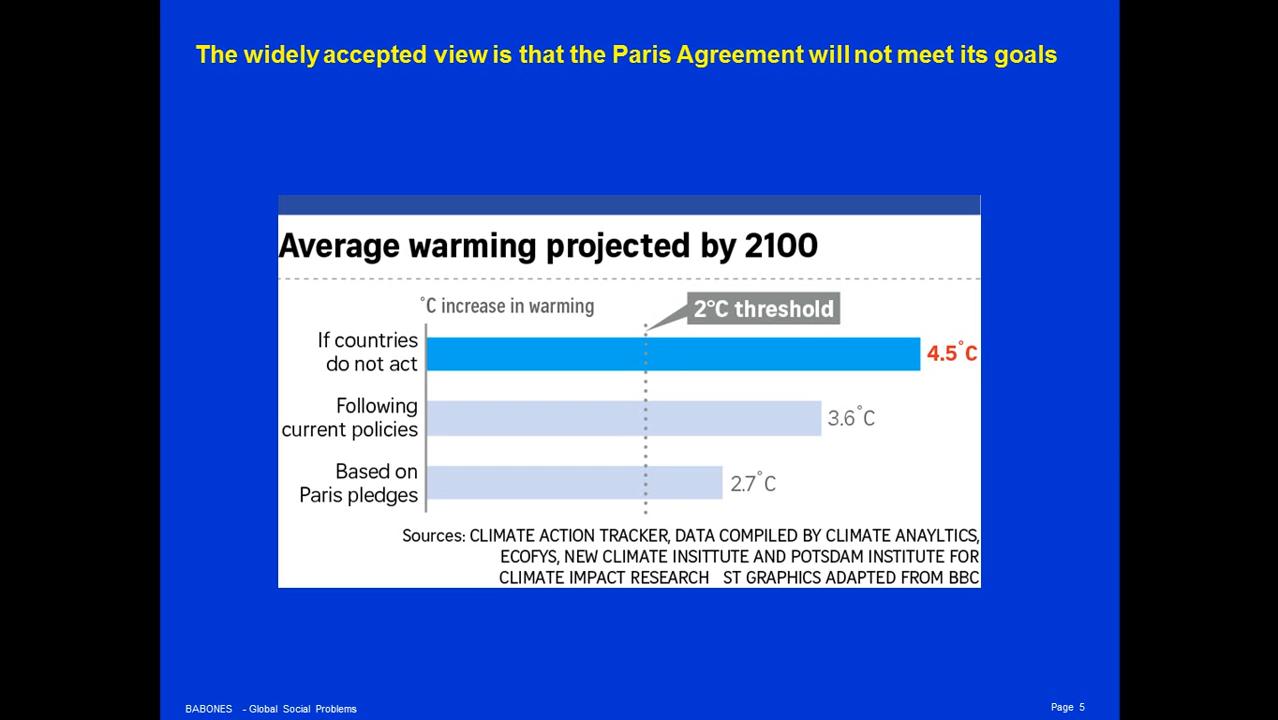 The widely accepted view is that the Paris Agreement will not meet its goals
Average warming projected by 2100
°C increase in warming
2°C threshold
If countries
do not act
4.5°C
Following
current policies
3.6°C
Based on
Paris pledges
2.7°C
Sources: CLIMATE ACTION TRACKER, DATA COMPILED BY CLIMATE ANAYLTICS,
ECOFYS, NEW CLIMATE INSITTUTE AND POTSDAM INSTITUTE FOR
CLIMATE IMPACT RESEARCH ST GRAPHICS ADAPTED FROM BBC
BABONES - Global Social Problems
Page 5